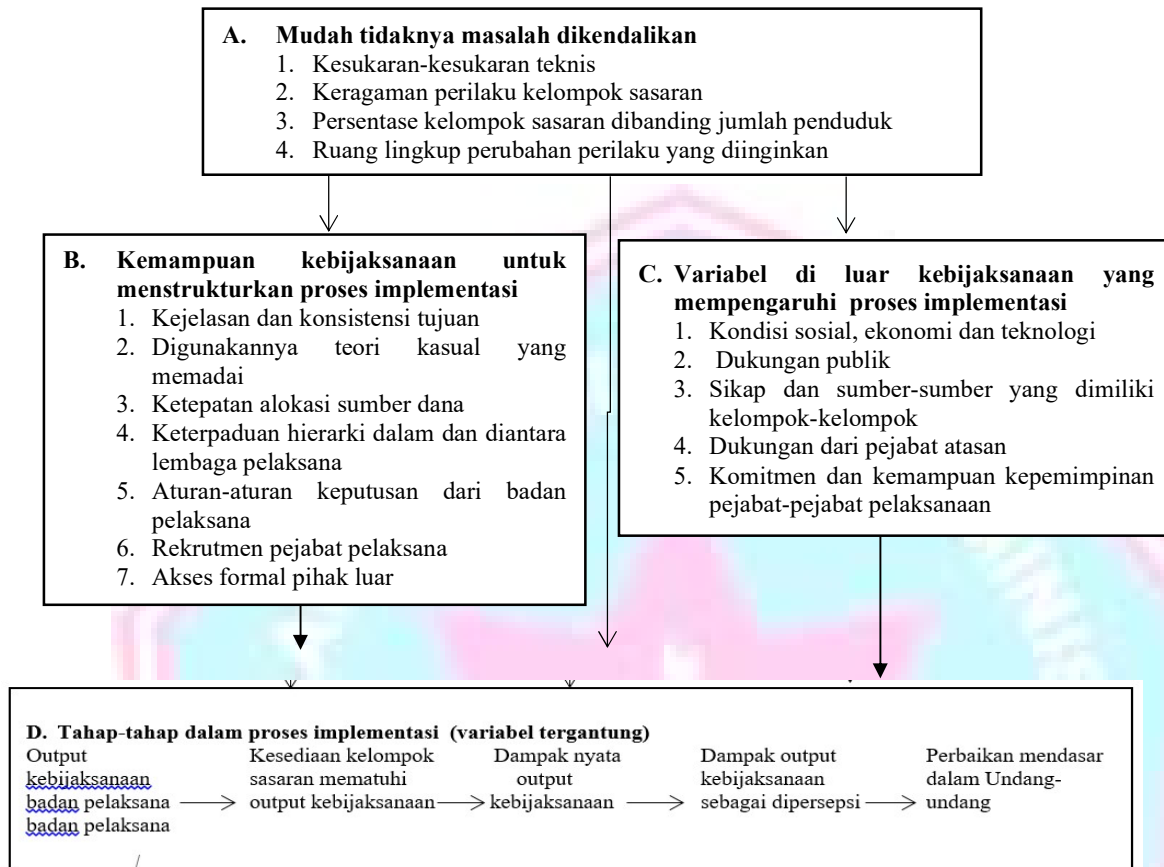 A. Mudah tidaknya masalah dikendalikan
1. Kesukaran-kesukaran teknis
2. Keragaman perilaku kelompok sasaran
3. Persentase kelompok sasaran dibanding jumlah penduduk
4. Ruang lingkup perubahan perilaku yang diinginkan
B. Kemampuan kebijaksanaan untuk
menstrukturkan proses implementasi
1. Kejelasan dan konsistensi tujuan
2. Digunakannya teori kasual yang
memadai
3. Ketepatan alokasi sumber dana
4. Keterpaduan hierarki dalam dan diantara
lembaga pelaksana
5. Aturan-aturan keputusan dari badan
pelaksana
6. Rekrutmen pejabat pelaksana
7. Akses formal pihak luar
C. Variabel di luar kebijaksanaan yang
mempengaruhi proses implementasi
1. Kondisi sosial, ekonomi dan teknologi
2. Dukungan publik
3. Sikap dan sumber-sumber yang dimiliki
kelompok-kelompok
4. Dukungan dari pejabat atasan
5. Komitmen dan kemampuan kepemimpinan
pejabat-pejabat pelaksanaan
D. Tahap-tahap dalam proses implementasi (variabel tergantung)
Output
kebijaksanaan
badan pelaksana
badan pelaksana
Kesediaan kelompok
sasaran mematuhi
output kebijaksanaan
Dampak nyata
output
kebijaksanaan
Dampak output
kebijaksanaan
sebagai dipersepsi
Perbaikan mendasar
dalam Undang-
undang